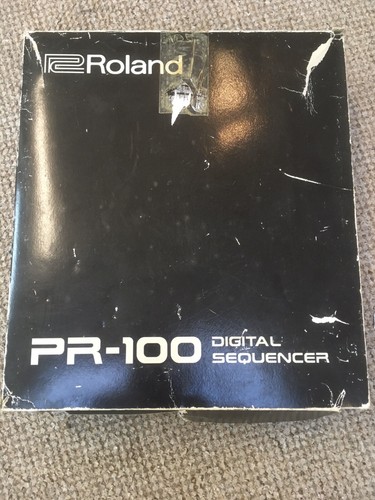 Roland
PR-100 DIGITAL
SEQUENCER